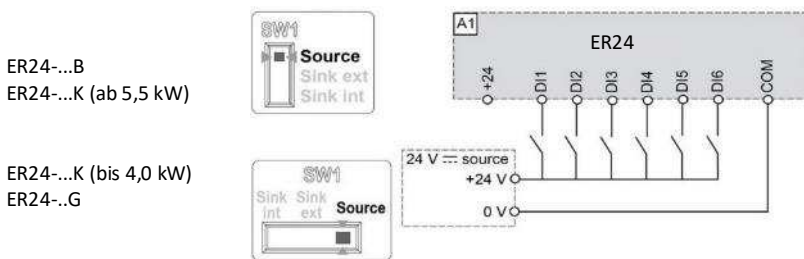 ER24-...B
ER24-...K (ab 5,5 kW)
SW1
Source
Sink ext
Sink int
A1
ER24
+24
DI1
DI2
DI3
DI4
DI5
DI6
COM
ER24-...K (bis 4,0 kW)
ER24-..G
SW1
Sink int
Sink ext
Source
24 V ⎓ source
+24 V
0 V